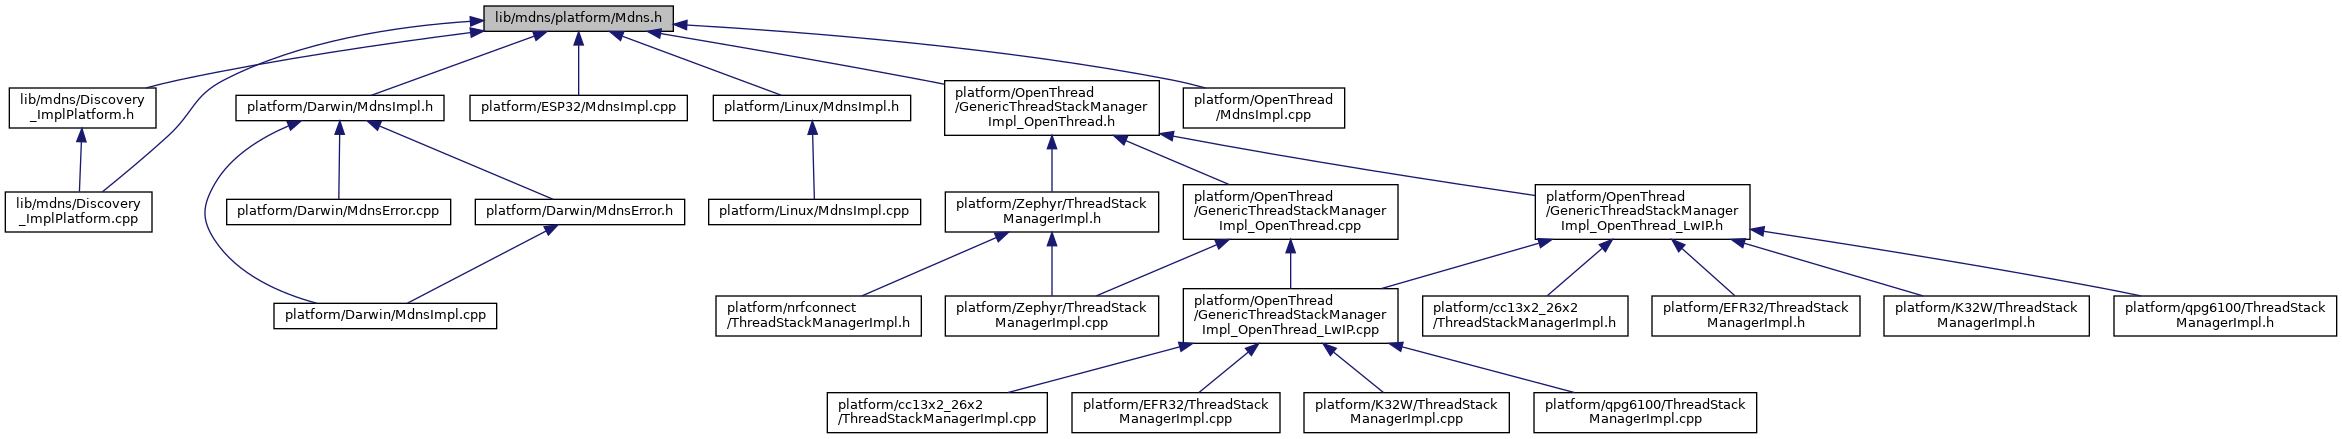 lib/mdns/platform/Mdns.h
lib/mdns/Discovery
_ImplPlatform.h
platform/Darwin/MdnsImpl.h
platform/ESP32/MdnsImpl.cpp
platform/Linux/MdnsImpl.h
platform/OpenThread
/GenericThreadStackManager
Impl_OpenThread.h
platform/OpenThread
/MdnsImpl.cpp
lib/mdns/Discovery
_ImplPlatform.cpp
platform/Darwin/MdnsError.cpp
platform/Darwin/MdnsError.h
platform/Linux/MdnsImpl.cpp
platform/Zephyr/ThreadStack
ManagerImpl.h
platform/OpenThread
/GenericThreadStackManager
Impl_OpenThread.cpp
platform/OpenThread
/GenericThreadStackManager
Impl_OpenThread_LwIP.h
platform/Darwin/MdnsImpl.cpp
platform/nrfconnect
/ThreadStackManagerImpl.h
platform/Zephyr/ThreadStack
ManagerImpl.cpp
platform/OpenThread
/GenericThreadStackManager
Impl_OpenThread_LwIP.cpp
platform/cc13x2_26x2
/ThreadStackManagerImpl.h
platform/EFR32/ThreadStack
ManagerImpl.h
platform/K32W/ThreadStack
ManagerImpl.h
platform/qpg6100/ThreadStack
ManagerImpl.h
platform/cc13x2_26x2
/ThreadStackManagerImpl.cpp
platform/EFR32/ThreadStack
ManagerImpl.cpp
platform/K32W/ThreadStack
ManagerImpl.cpp
platform/qpg6100/ThreadStack
ManagerImpl.cpp